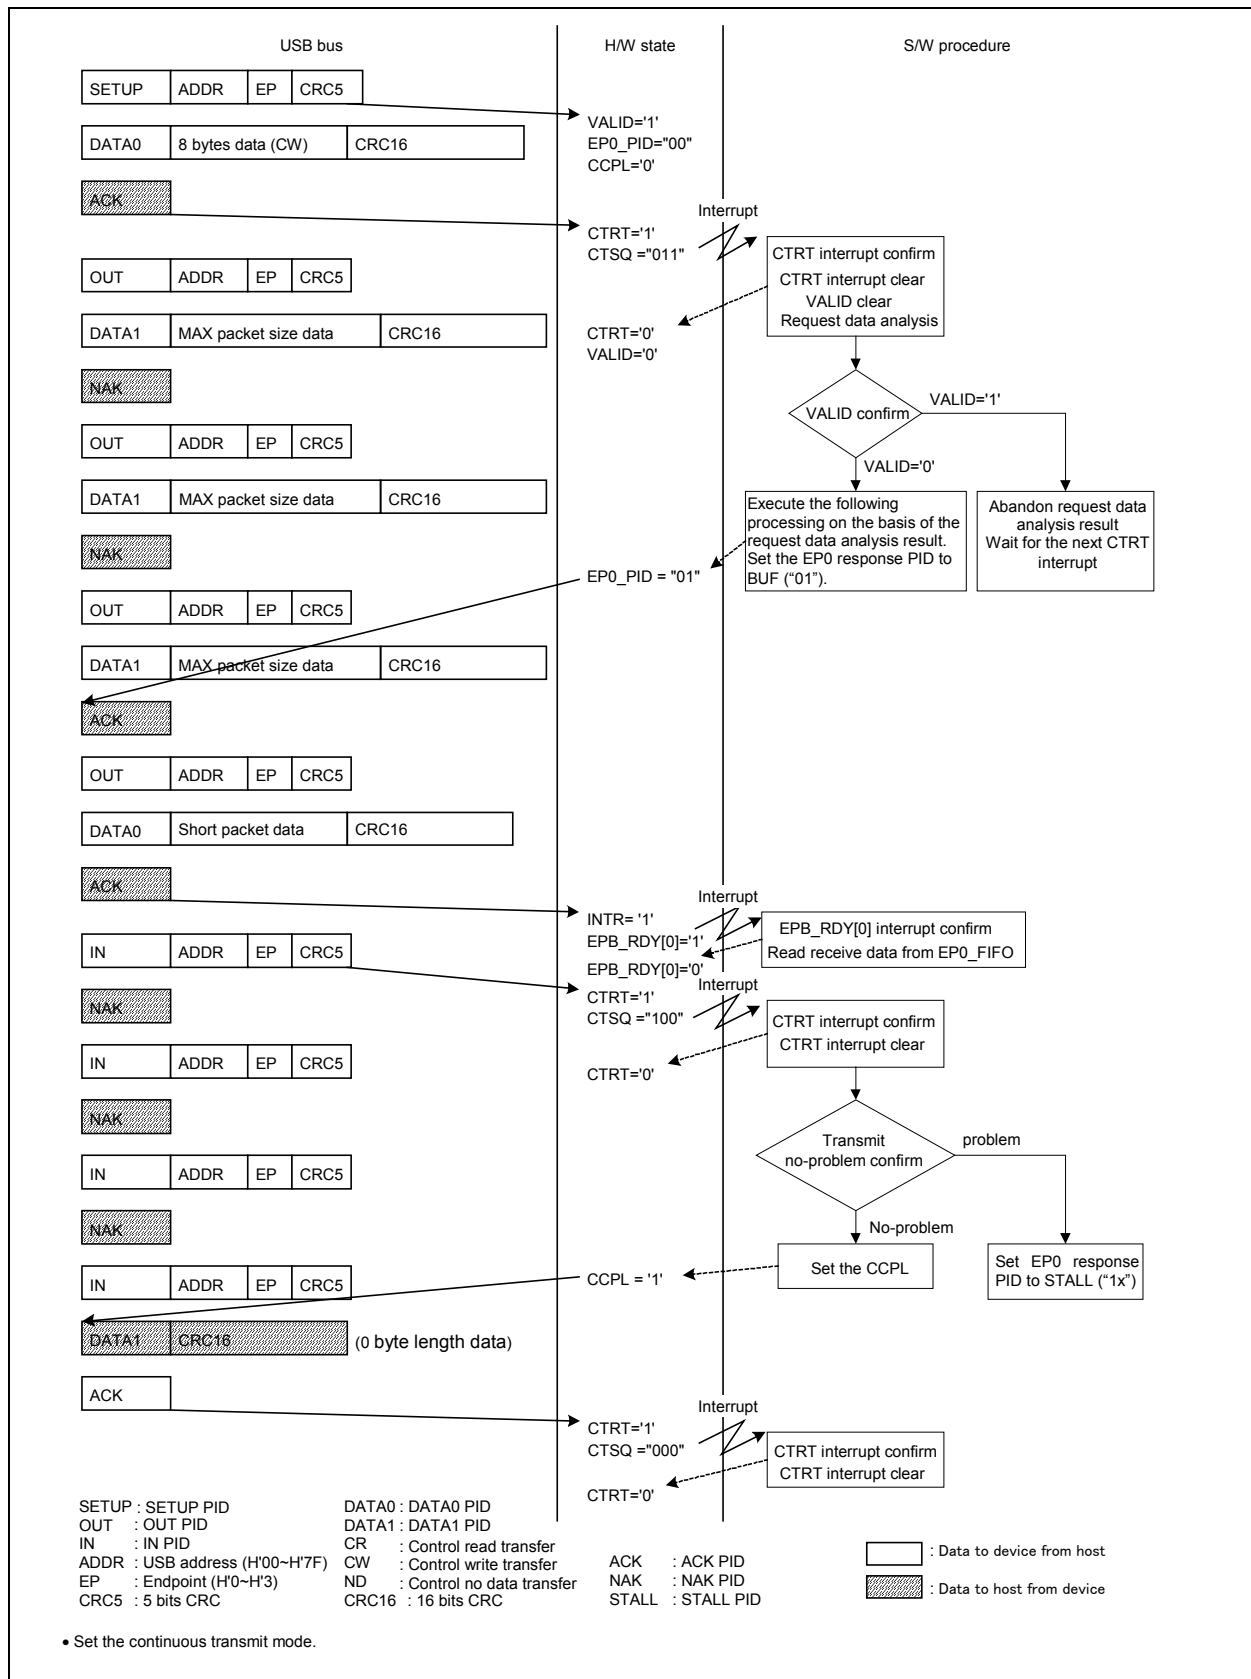 USB bus
H/W state
S/W procedure
SETUP ADDR EP CRC5
VALID='1'
EP0_PID="00"
CCPL='0'
DATA0 8 bytes data (CW) CRC16
ACK
Interrupt
CTRT='1'
CTSQ ="011"
CTRT interrupt confirm
CTRT interrupt clear
VALID clear
Request data analysis
OUT ADDR EP CRC5
DATA1 MAX packet size data CRC16
CTRT='0'
VALID='0'
NAK
VALID='1'
VALID confirm
OUT ADDR EP CRC5
VALID='0'
DATA1 MAX packet size data CRC16
Execute the following
processing on the basis of the
request data analysis result.
Set the EP0 response PID to
BUF (“01”).
Abandon request data
analysis result
Wait for the next CTRT
interrupt
NAK
EP0_PID = "01"
OUT ADDR EP CRC5
DATA1 MAX packet size data CRC16
ACK
OUT ADDR EP CRC5
DATA0 Short packet data CRC16
ACK
Interrupt
INTR= '1'
EPB_RDY[0]='1'
EPB_RDY[0] interrupt confirm
Read receive data from EP0_FIFO
IN ADDR EP CRC5
EPB_RDY[0]='0'
Interrupt
CTRT='1'
CTSQ ="100"
NAK
CTRT interrupt confirm
CTRT interrupt clear
IN ADDR EP CRC5
CTRT='0'
NAK
Transmit
no-problem confirm
problem
IN ADDR EP CRC5
NAK
No-problem
Set the CCPL
Set EP0 response
PID to STALL (“1x”)
CCPL = '1'
IN ADDR EP CRC5
DATA1 CRC16 (0 byte length data)
ACK
Interrupt
CTRT='1'
CTSQ ="000"
CTRT interrupt confirm
CTRT interrupt clear
CTRT='0'
SETUP : SETUP PID
OUT : OUT PID
IN : IN PID
ADDR : USB address (H'00~H'7F)
EP : Endpoint (H'0~H'3)
CRC5 : 5 bits CRC
DATA0 : DATA0 PID
DATA1 : DATA1 PID
CR : Control read transfer
CW : Control write transfer
ND : Control no data transfer
CRC16 : 16 bits CRC
ACK : ACK PID
NAK : NAK PID
STALL : STALL PID
: Data to device from host
: Data to host from device
• Set the continuous transmit mode.